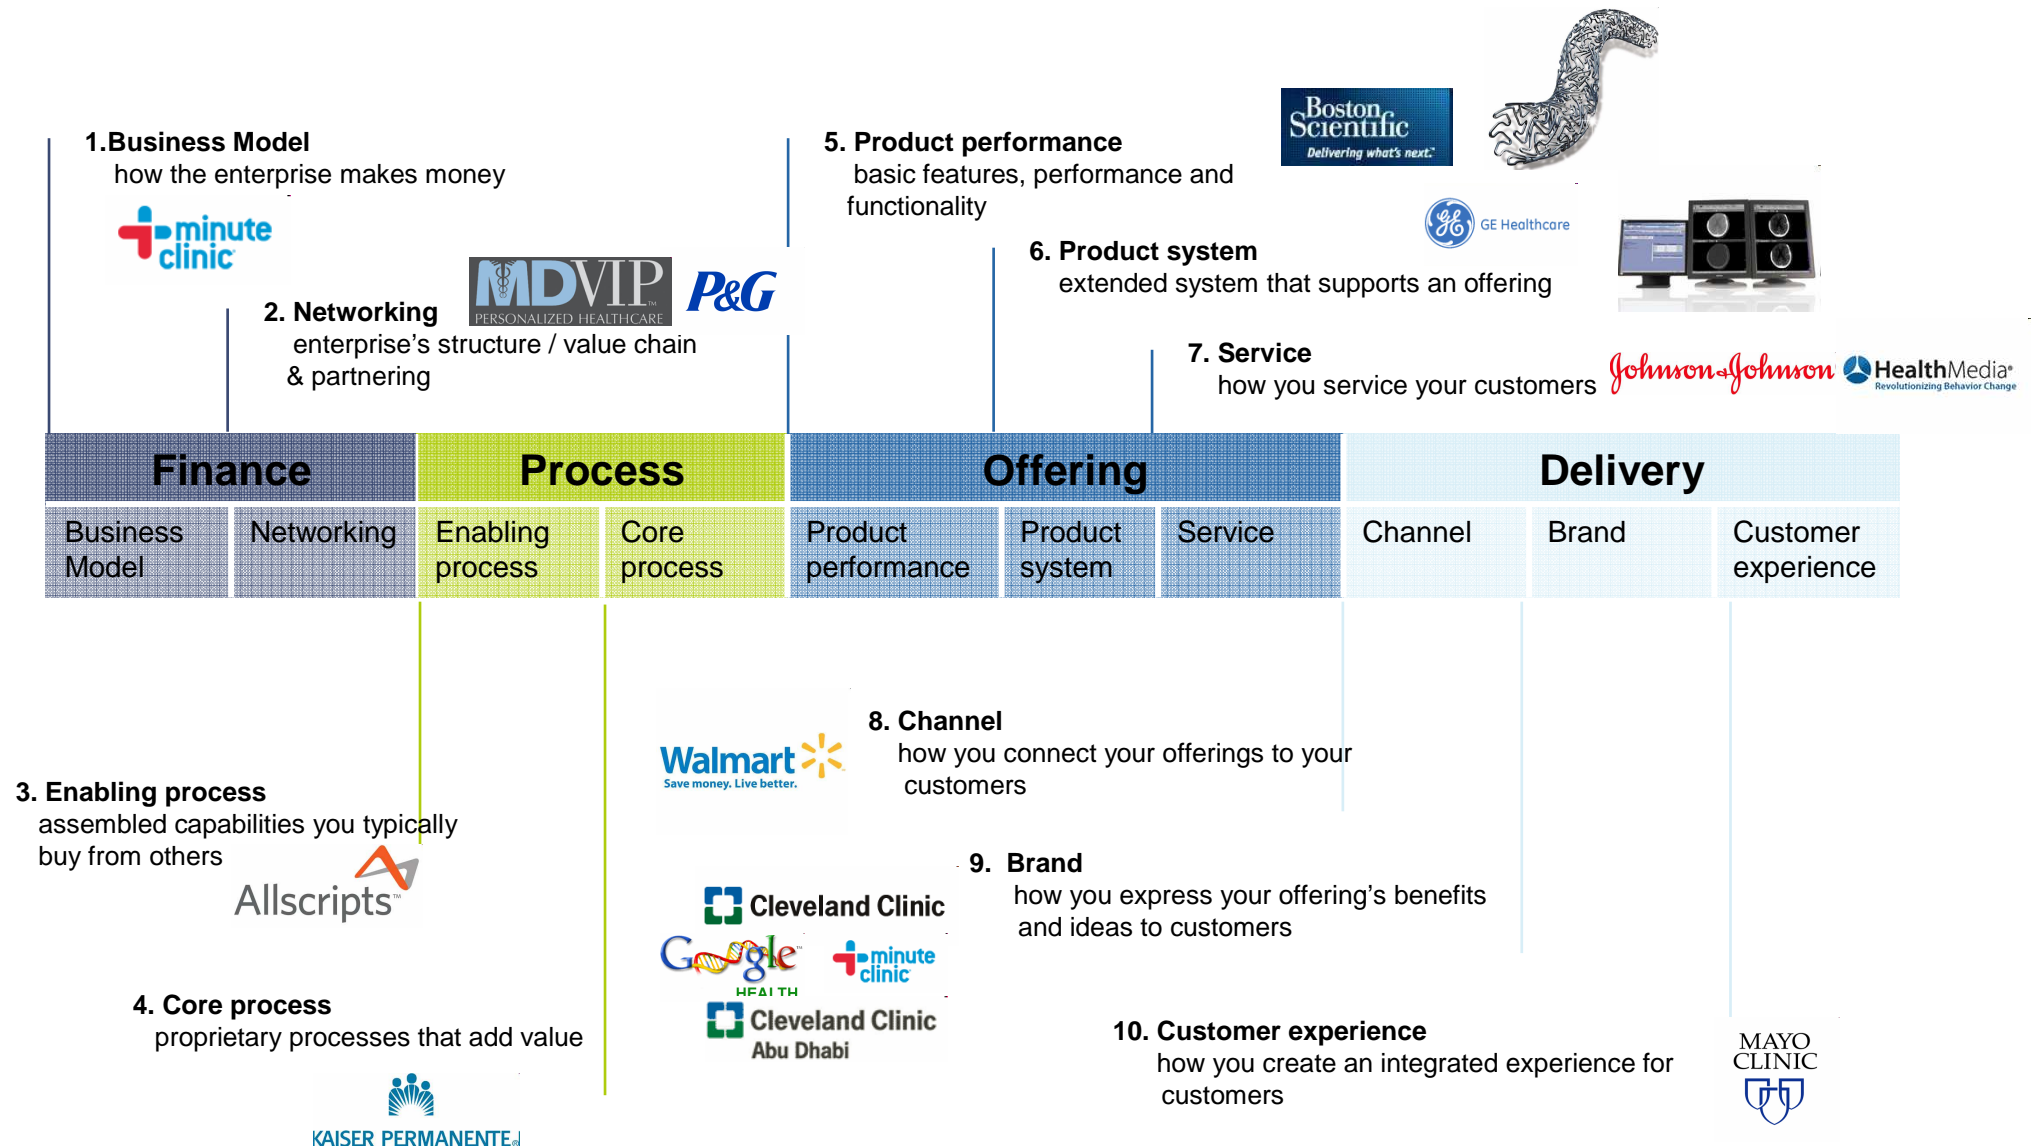 1.Business Model
how the enterprise makes money
minute
clinic
2. Networking
MDVIP
PERSONALIZED HEALTHCARE
P&G
enterprise's structure / value chain
& partnering
5. Product performance
basic features, performance and
functionality
Boston
Scientific
Delivering what's next.™
6. Product system
extended system that supports an offering
GE Healthcare
7. Service
how you service your customers
Johnson & Johnson
HealthMedia®
Revolutionizing Behavior Change
Finance
Process
Offering
Delivery
Business
Model
Networking
Enabling
process
Core
process
Product
performance
Product
system
Service
Channel
Brand
Customer
experience
3. Enabling process
assembled capabilities you typically
buy from others
Allscripts™
4. Core process
proprietary processes that add value
KAISER PERMANENTE®
Walmart
Save money. Live better.
8. Channel
how you connect your offerings to your
customers
9. Brand
how you express your offering's benefits
and ideas to customers
Cleveland Clinic
Google™
HEALTH
minute
clinic
Cleveland Clinic
Abu Dhabi
10. Customer experience
how you create an integrated experience for
customers
MAYO
CLINIC